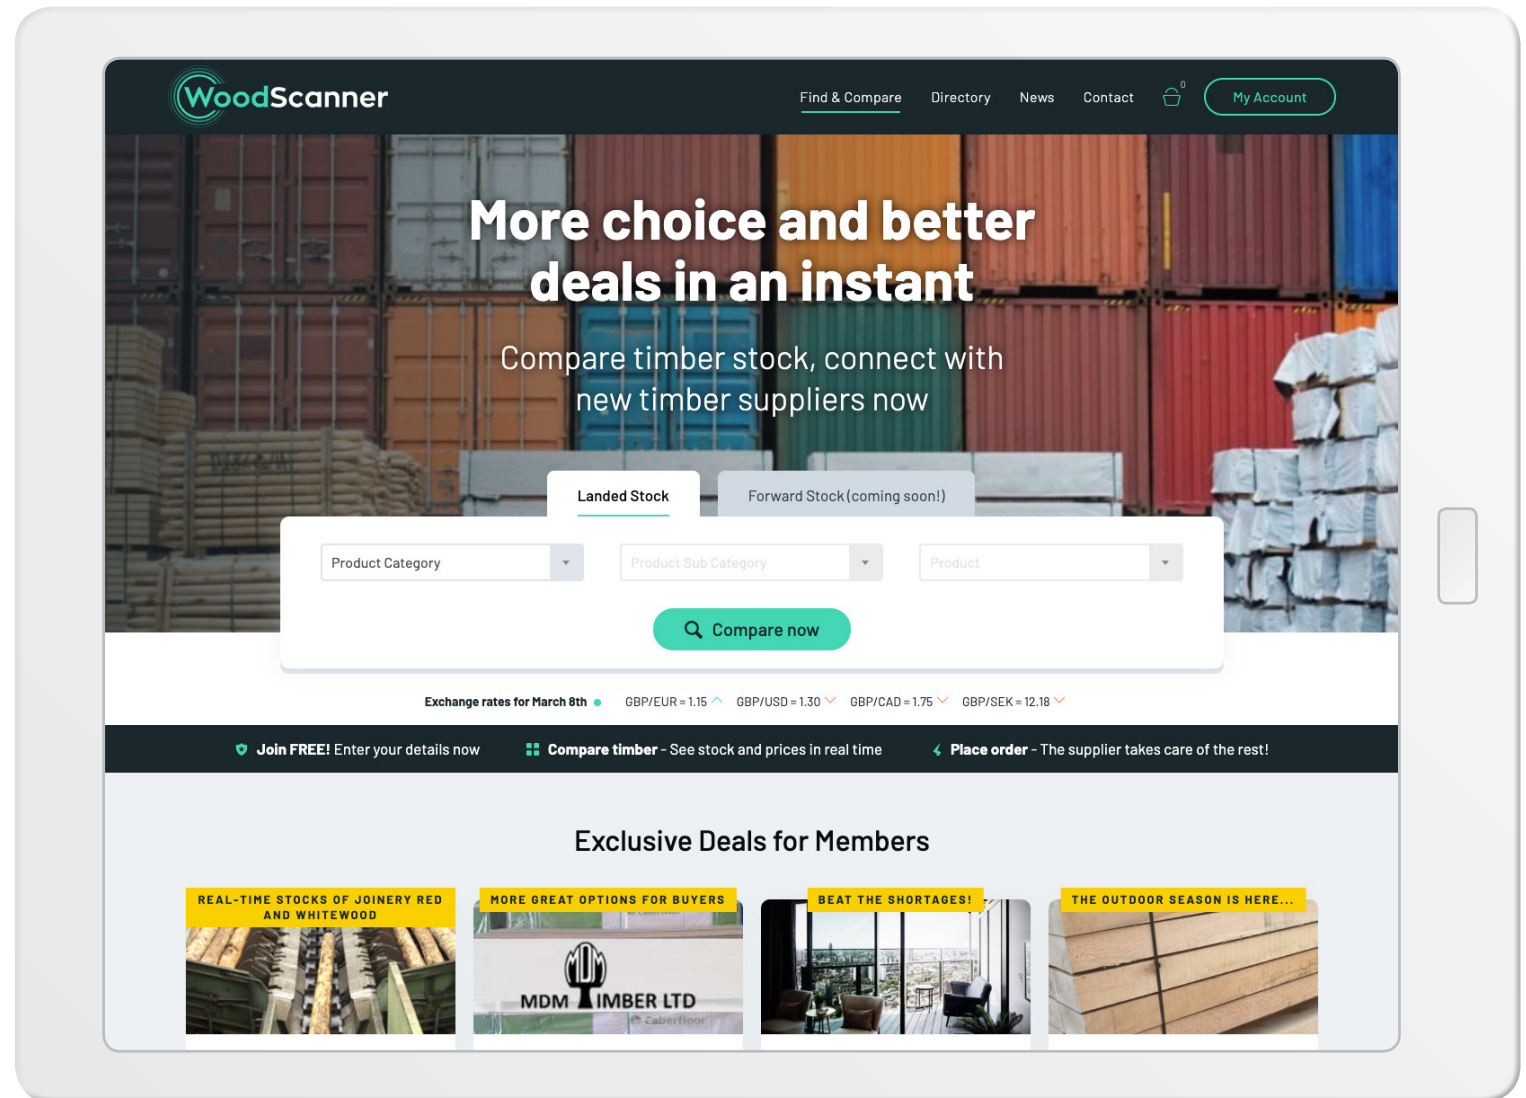 WoodScanner
Find & Compare
Directory
News
Contact
0
My Account
More choice and better
deals in an instant
Compare timber stock, connect with
new timber suppliers now
Landed Stock
Forward Stock (coming soon!)
Product Category
Product Sub Category
Product
Compare now
Exchange rates for March 8th
GBP/EUR = 1.15
GBP/USD = 1.30
GBP/CAD = 1.75
GBP/SEK = 12.18
Join FREE! Enter your details now
Compare timber - See stock and prices in real time
Place order - The supplier takes care of the rest!
Exclusive Deals for Members
REAL-TIME STOCKS OF JOINERY RED
AND WHITEWOOD
MORE GREAT OPTIONS FOR BUYERS
BEAT THE SHORTAGES!
THE OUTDOOR SEASON IS HERE...
MDM
MDM TIMBER LTD
Caberfloor